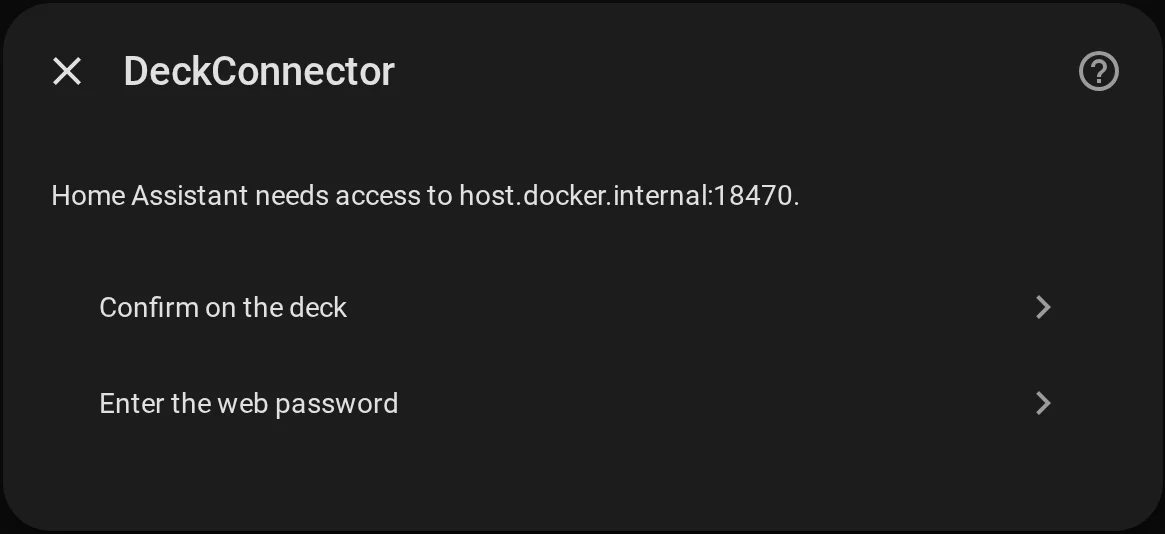 DeckConnector
Home Assistant needs access to host.docker.internal:18470.
Confirm on the deck
Enter the web password